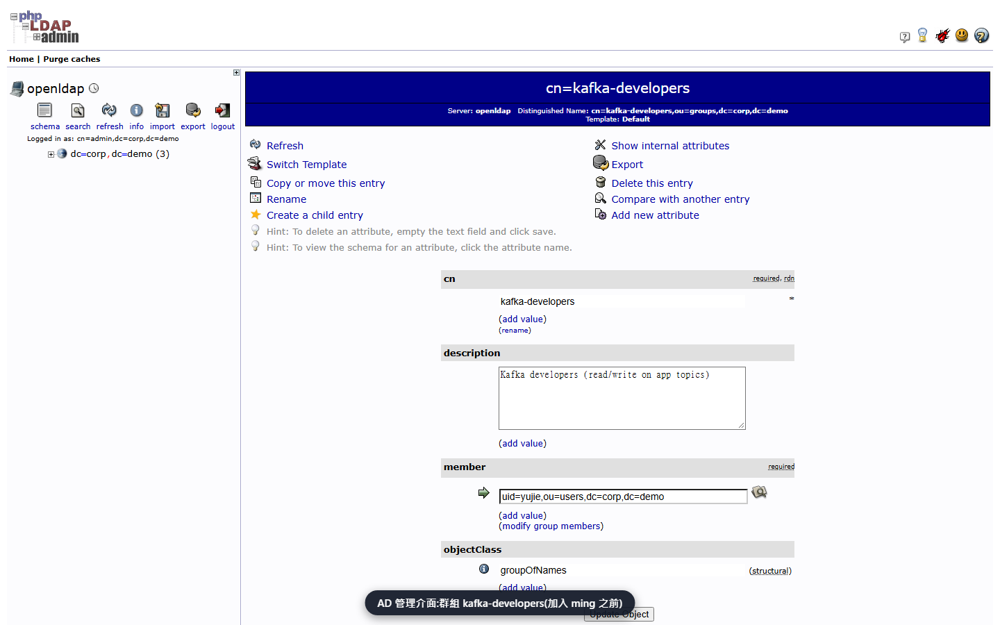 php
LDAP
admin
Home | Purge caches
openldap
schema search refresh info import export logout
Logged in as: cn=admin,dc=corp,dc=demo
dc=corp,dc=demo (3)
cn=kafka-developers
Server: openldap Distinguished Name: cn=kafka-developers,ou=groups,dc=corp,dc=demo
Template: Default
Refresh
Show internal attributes
Switch Template
Export
Copy or move this entry
Delete this entry
Rename
Compare with another entry
Create a child entry
Add new attribute
Hint: To delete an attribute, empty the text field and click save.
Hint: To view the schema for an attribute, click the attribute name.
cn
required, rdn
kafka-developers
*
(add value)
(rename)
description
Kafka developers (read/write on app topics)
(add value)
member
required
uid=yujie,ou=users,dc=corp,dc=demo
(add value)
(modify group members)
objectClass
groupOfNames
(structural)
(add value)
AD 管理介面:群組 kafka-developers(加入 ming 之前)
Update Object